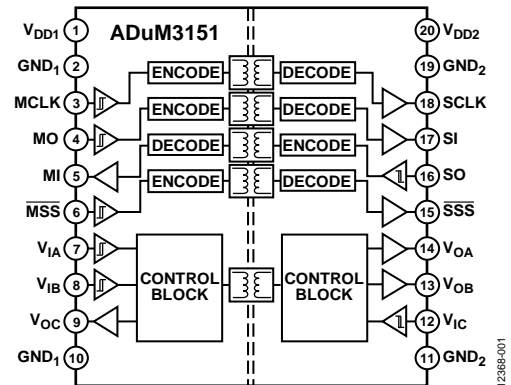 ADuM3151
VDD1 1
20 VDD2
GND1 2
19 GND2
MCLK 3
ENCODE DECODE
18 SCLK
MO 4
ENCODE DECODE
17 SI
MI 5
DECODE ENCODE
16 SO
MSS 6
ENCODE DECODE
15 SSS
VIA 7
14 VOA
VIB 8
CONTROL BLOCK
CONTROL BLOCK
13 VOB
VOC 9
12 VIC
GND1 10
11 GND2
12368-001